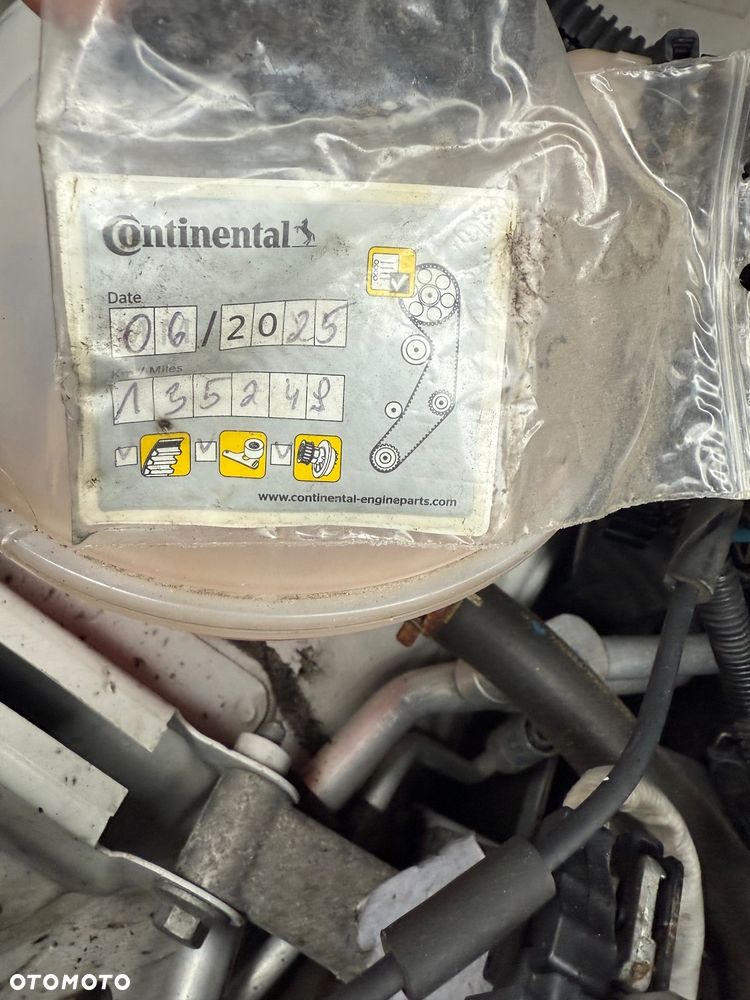 Continental
Date
06/2025
Km / Miles
135249
www.continental-engineparts.com
OTOMOTO